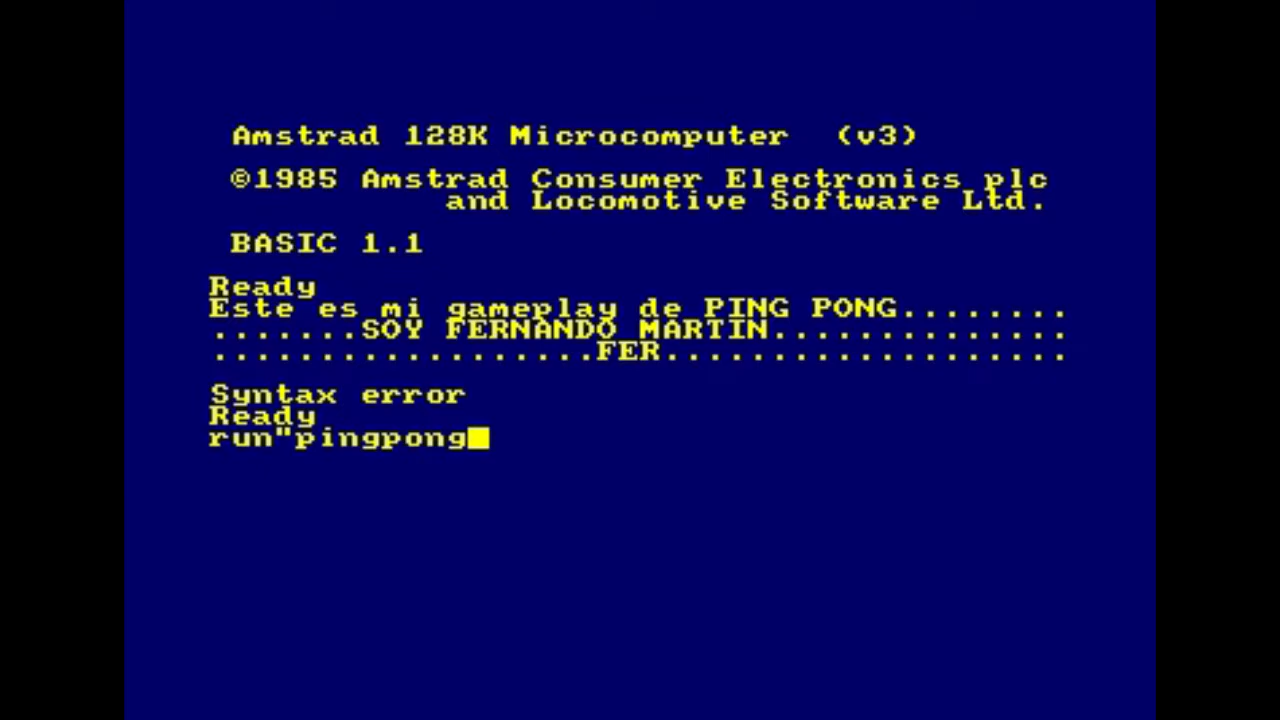 Amstrad 128K Microcomputer  (v3)
©1985 Amstrad Consumer Electronics plc
and Locomotive Software Ltd.
BASIC 1.1
Ready
Este es mi gameplay de PING PONG........
.......SOY FERNANDO MARTIN..............
..................FER...................
Syntax error
Ready
run"pingpong